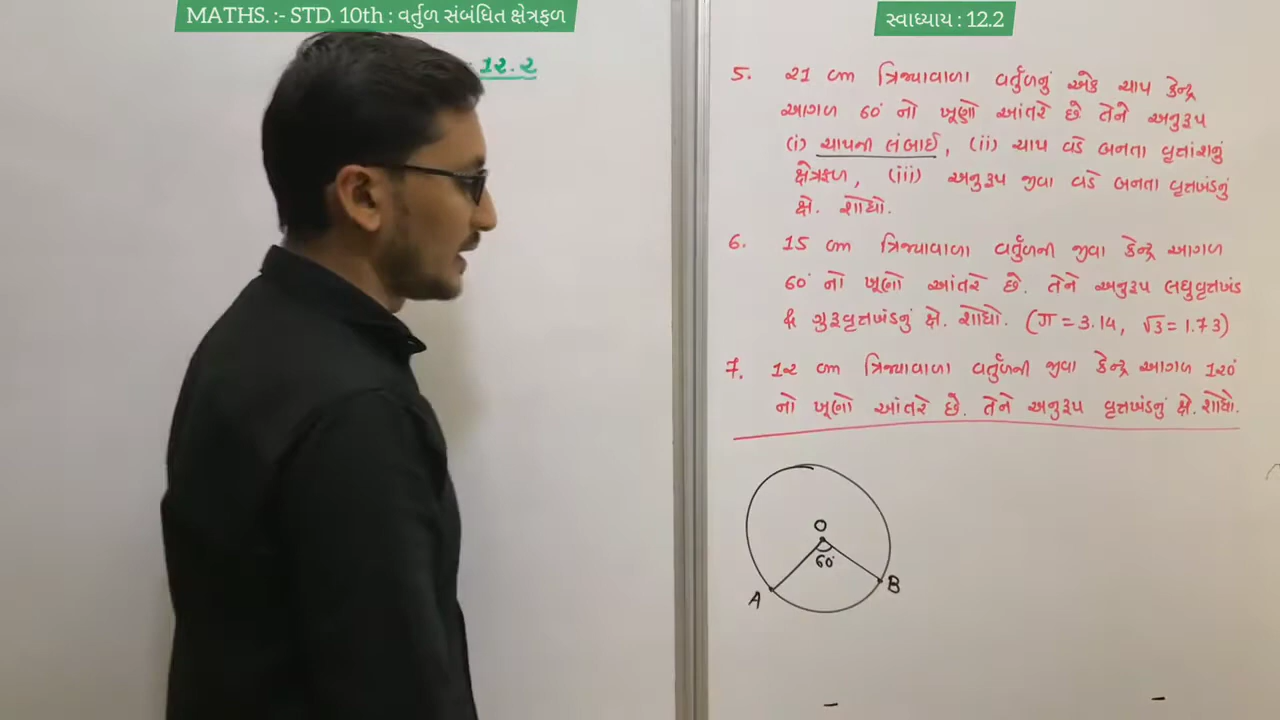 MATHS. :- STD. 10th : વર્તુળ સંબંધિત ક્ષેત્રફળ
સ્વાધ્યાય : 12.2
12.2
5. 21 cm ત્રિજ્યાવાળા વર્તુળનું એક ચાપ કેન્દ્ર
આગળ 60° નો ખૂણો આંતરે છે તેને અનુરૂપ
(i) ચાપની લંબાઈ, (ii) ચાપ વડે બનતા વૃત્તાંશનું
ક્ષેત્રફળ, (iii) અનુરૂપ જીવા વડે બનતા વૃત્તખંડનું
ક્ષે. શોધો.
6. 15 cm ત્રિજ્યાવાળા વર્તુળની જીવા કેન્દ્ર આગળ
60° નો ખૂણો આંતરે છે. તેને અનુરૂપ લઘુવૃત્તખંડ
& ગુરૂવૃત્તખંડનું ક્ષે. શોધો. (π = 3.14, √3 = 1.73)
7. 12 cm ત્રિજ્યાવાળા વર્તુળની જીવા કેન્દ્ર આગળ 120°
નો ખૂણો આંતરે છે. તેને અનુરૂપ વૃત્તખંડનું ક્ષે. શોધો.
O
60°
A B